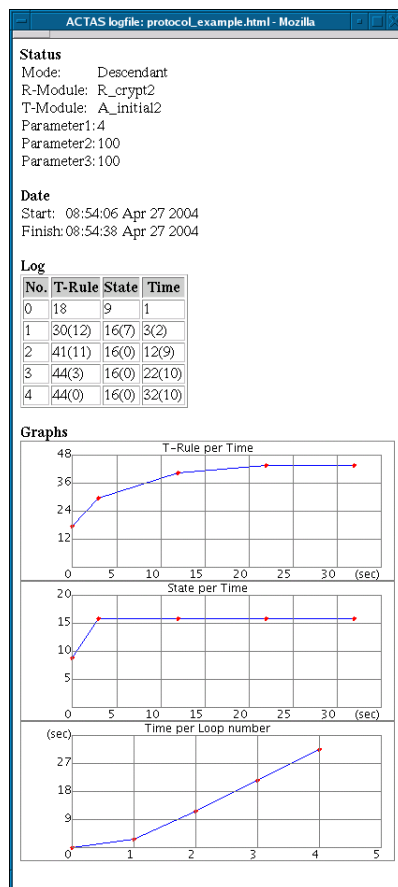 ACTAS logfile: protocol_example.html - Mozilla
Status
Mode: Descendant
R-Module: R_crypt2
T-Module: A_initial2
Parameter1: 4
Parameter2: 100
Parameter3: 100
Date
Start: 08:54:06 Apr 27 2004
Finish: 08:54:38 Apr 27 2004
Log
No. T-Rule State Time
0 18 9 1
1 30(12) 16(7) 3(2)
2 41(11) 16(0) 12(9)
3 44(3) 16(0) 22(10)
4 44(0) 16(0) 32(10)
Graphs
T-Rule per Time
48
36
24
12
0 5 10 15 20 25 30 (sec)
State per Time
20
15
10
5
0 5 10 15 20 25 30 (sec)
Time per Loop number
(sec)
27
18
9
0 1 2 3 4 5